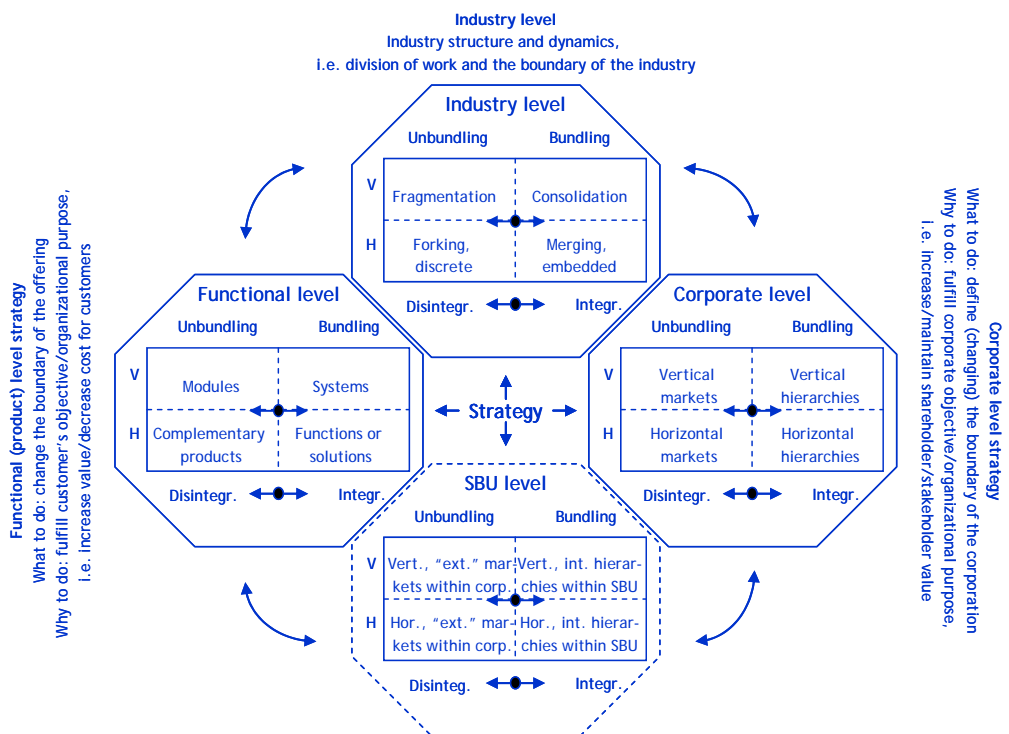 Industry level
Industry structure and dynamics,
i.e. division of work and the boundary of the industry
Industry level
Unbundling
Bundling
V
Fragmentation
Consolidation
H
Forking,
discrete
Merging,
embedded
Disintegr.
Integr.
Functional (product) level strategy
What to do: change the boundary of the offering
Why to do: fulfill customer's objective/organizational purpose,
i.e. increase value/decrease cost for customers
Functional level
Unbundling
Bundling
V
Modules
Systems
H
Complementary
products
Functions or
solutions
Disintegr.
Integr.
Strategy
Corporate level
Unbundling
Bundling
V
Vertical
markets
Vertical
hierarchies
H
Horizontal
markets
Horizontal
hierarchies
Disintegr.
Integr.
Corporate level strategy
What to do: define (changing) the boundary of the corporation
Why to do: fulfill corporate objective/organizational purpose,
i.e. increase/maintain shareholder/stakeholder value
SBU level
Unbundling
Bundling
V
Vert., “ext.” mar-
kets within corp.
Vert., int. hierar-
chies within SBU
H
Hor., “ext.” mar-
kets within corp.
Hor., int. hierar-
chies within SBU
Disinteg.
Integr.